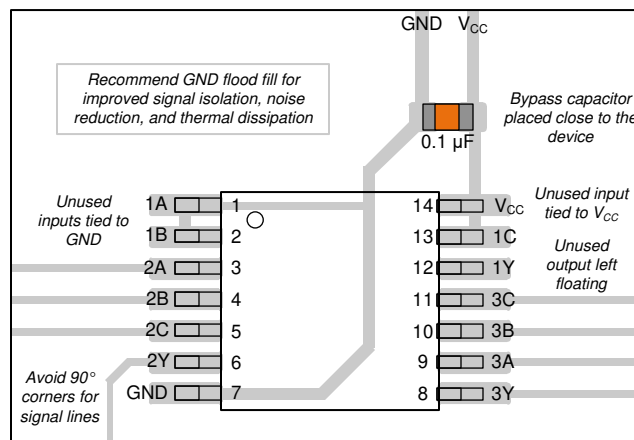 GND VCC
Recommend GND flood fill for
improved signal isolation, noise
reduction, and thermal dissipation
Bypass capacitor
placed close to the
device
0.1 µF
Unused
inputs tied to
GND
Unused input
tied to VCC
Unused
output left
floating
Avoid 90°
corners for
signal lines
1A 1 14 VCC
1B 2 13 1C
2A 3 12 1Y
2B 4 11 3C
2C 5 10 3B
2Y 6 9 3A
GND 7 8 3Y